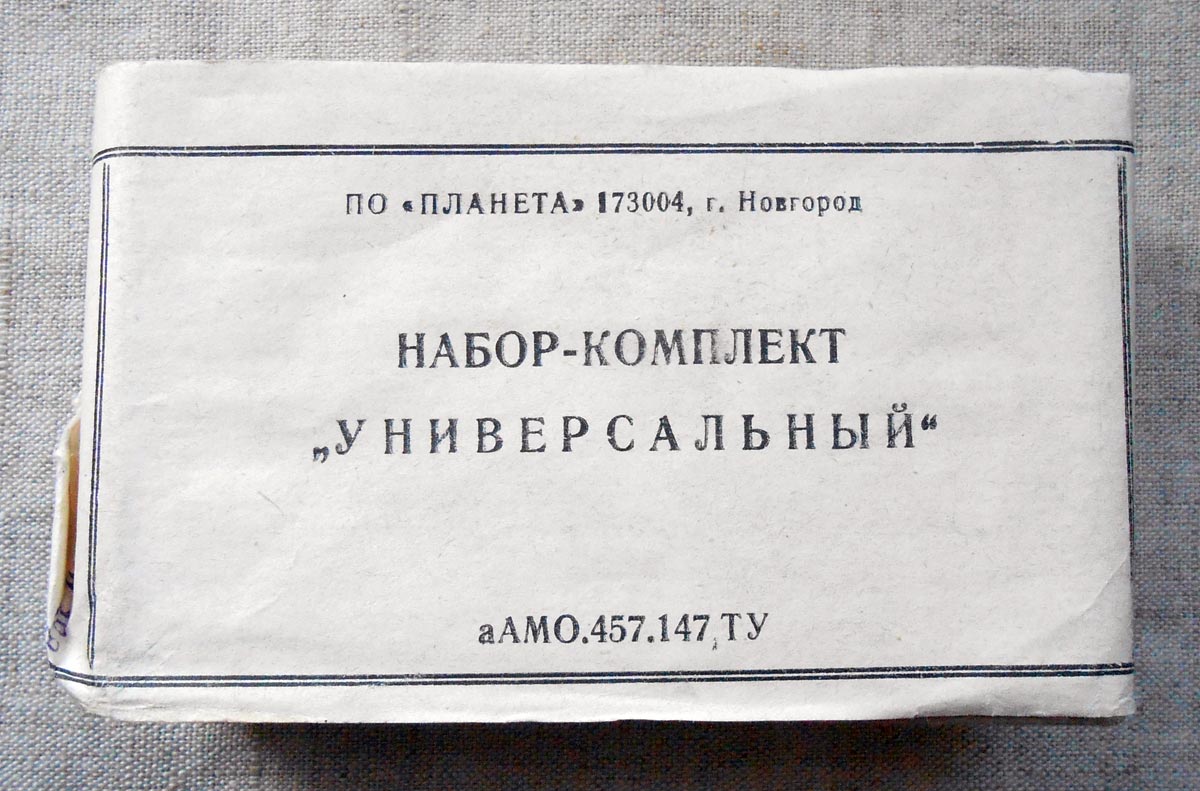 ПО «ПЛАНЕТА» 173004, г. Новгород
НАБОР-КОМПЛЕКТ
„УНИВЕРСАЛЬНЫЙ“
аАМО.457.147 ТУ